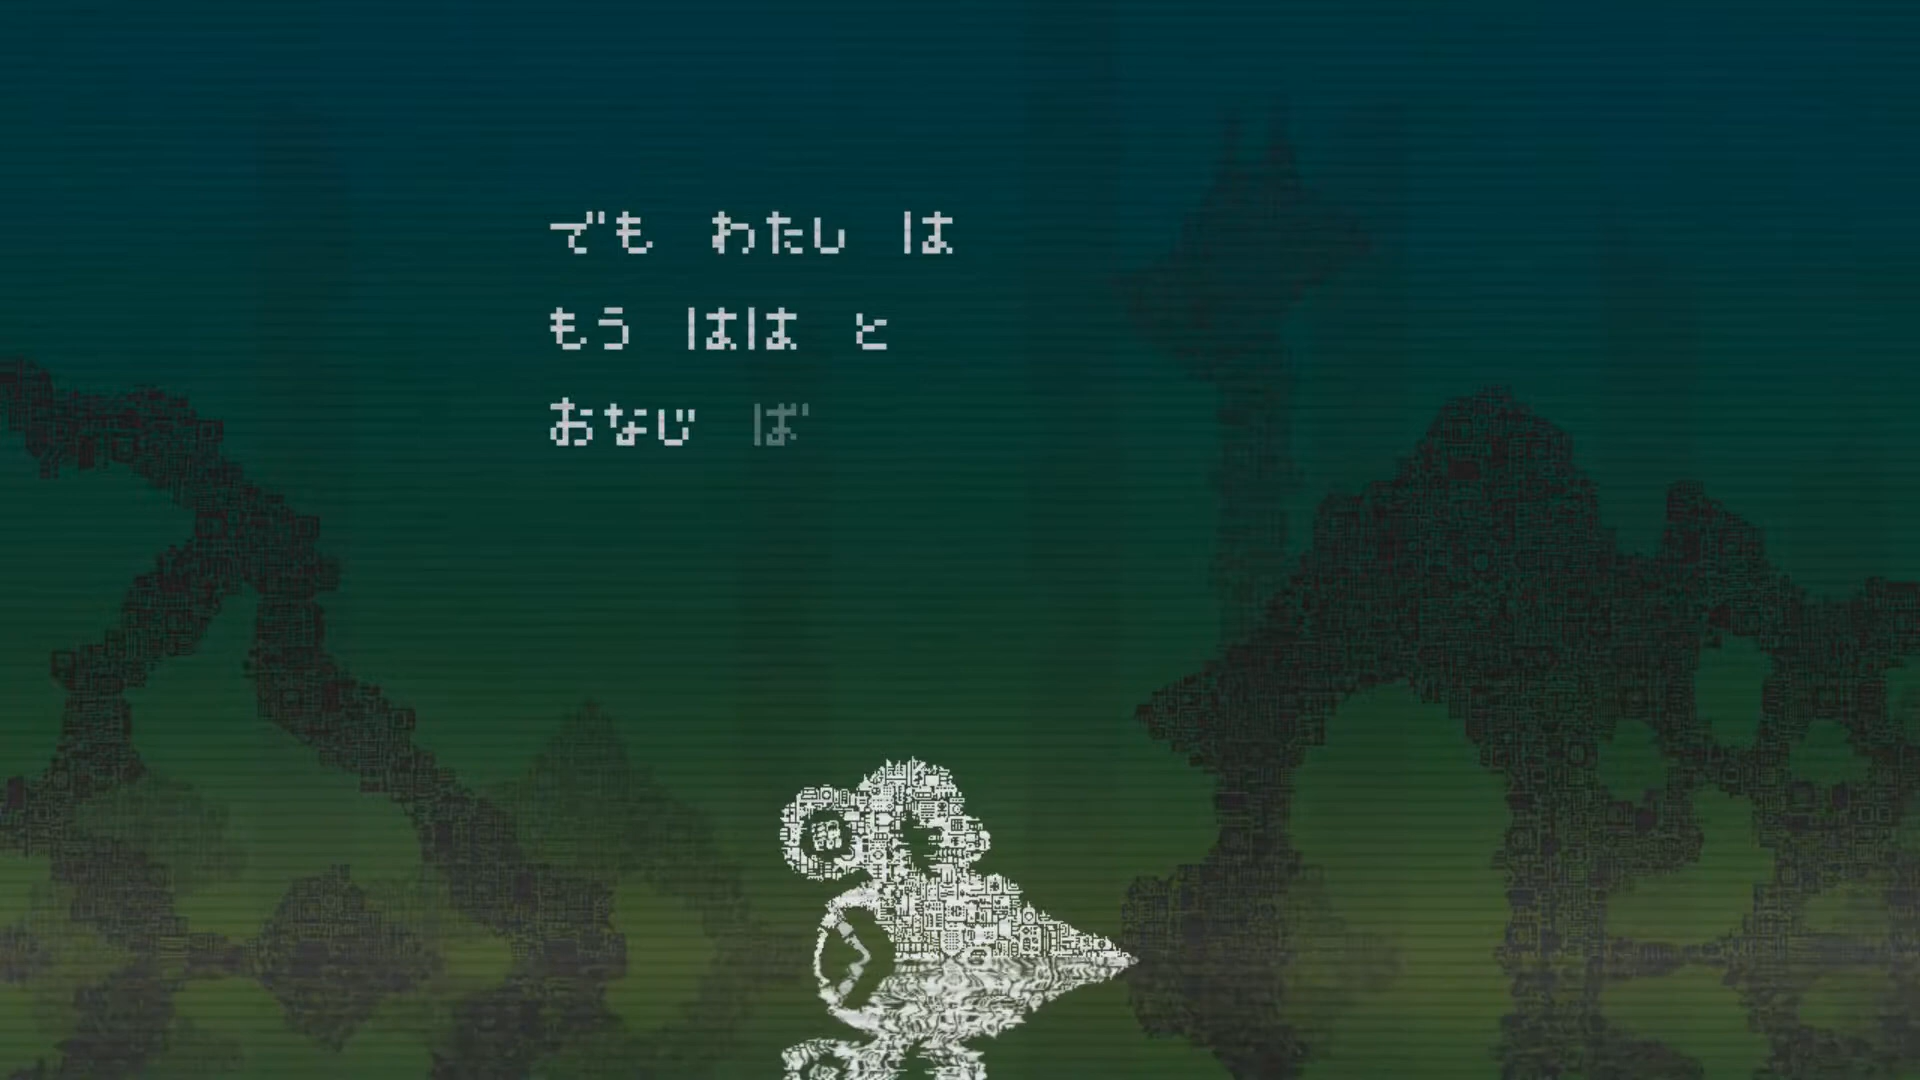 でも わたし は
もう はは と
おなじ ば